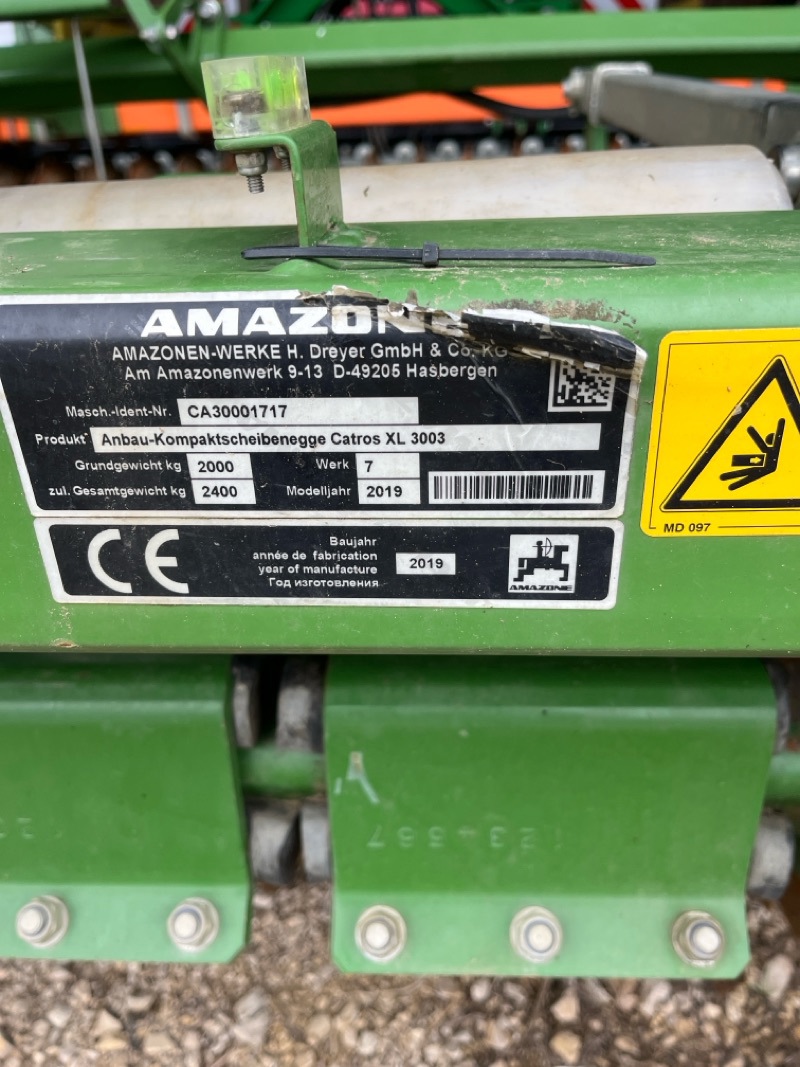 AMAZONE
AMAZONEN-WERKE H. Dreyer GmbH & Co. KG
Am Amazonenwerk 9-13 D-49205 Hasbergen
Masch.-Ident-Nr. CA30001717
Produkt Anbau-Kompaktscheibenegge Catros XL 3003
Grundgewicht kg 2000 Werk 7
zul. Gesamtgewicht kg 2400 Modelljahr 2019
MD 097
CE
Baujahr
année de fabrication
year of manufacture
Год изготовления
2019
AMAZONE